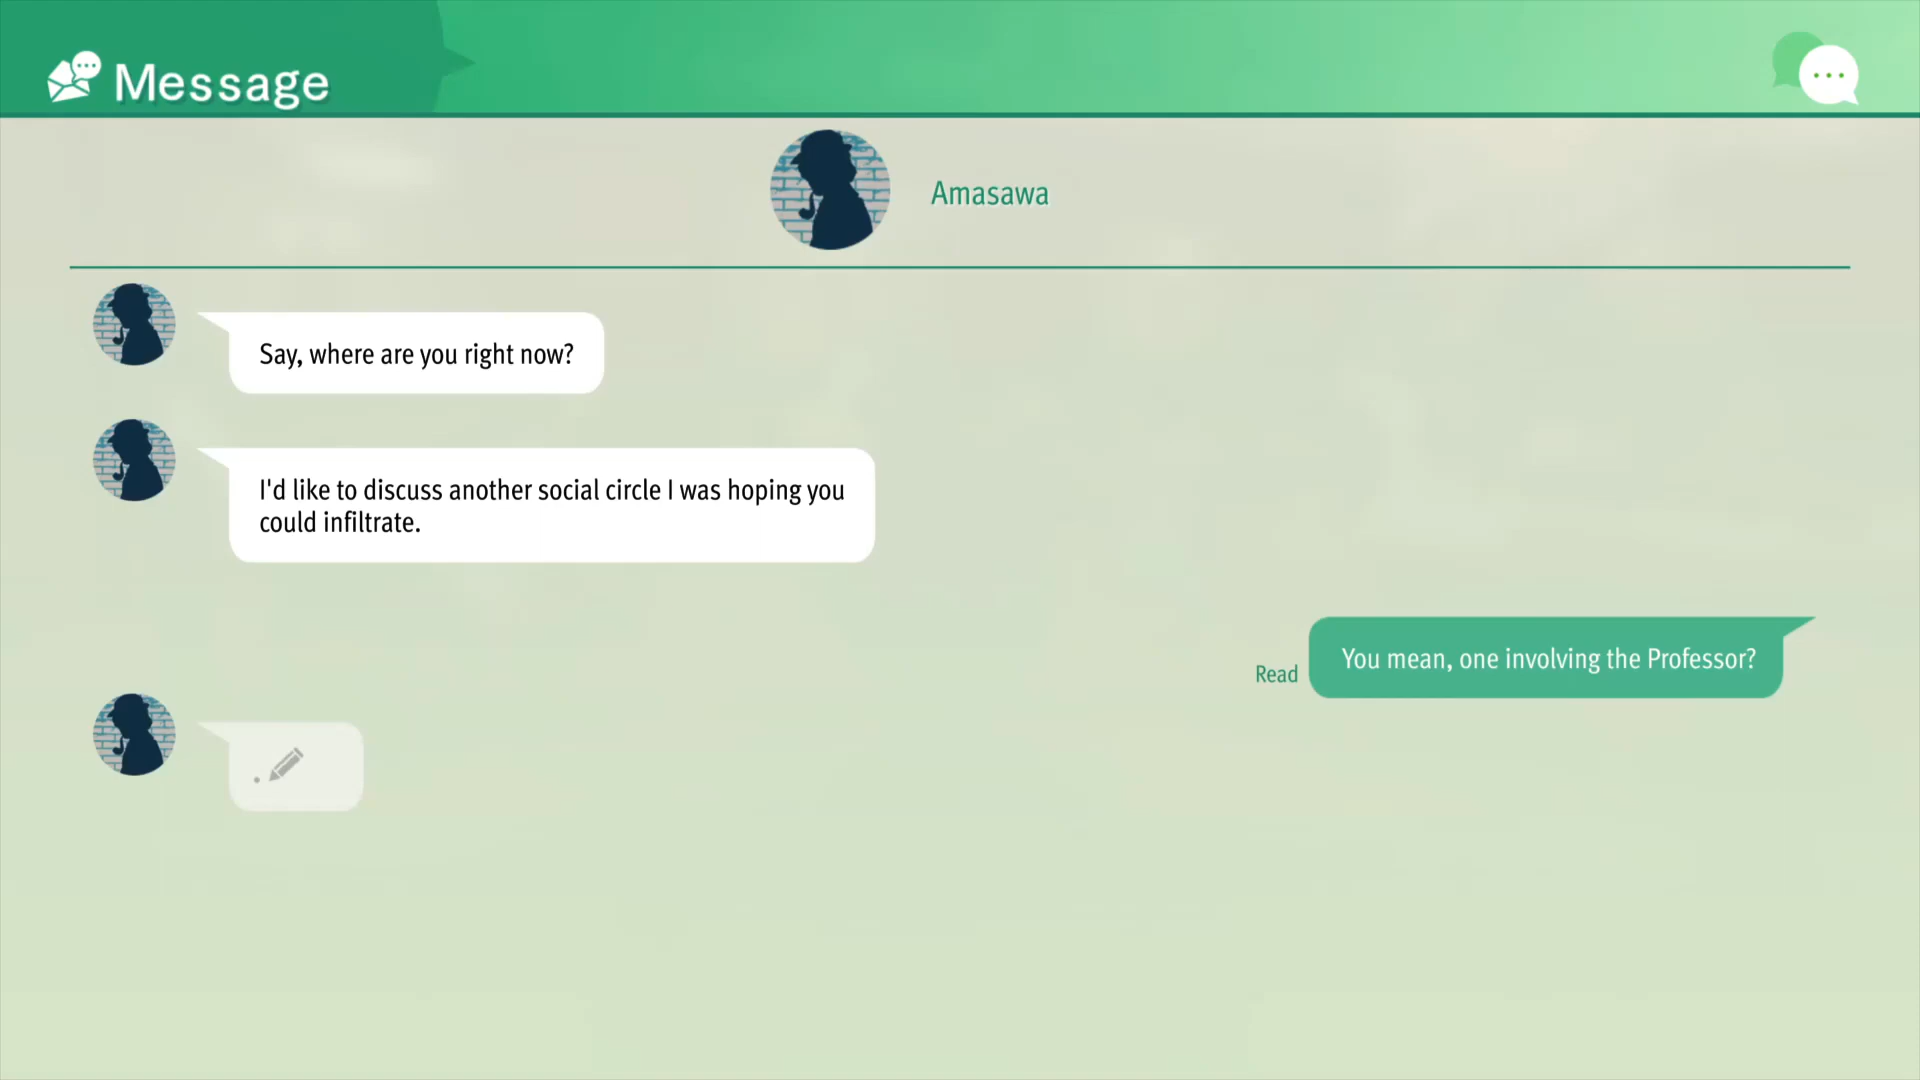 Message
Amasawa
Say, where are you right now?
I'd like to discuss another social circle I was hoping you
could infiltrate.
You mean, one involving the Professor?
Read